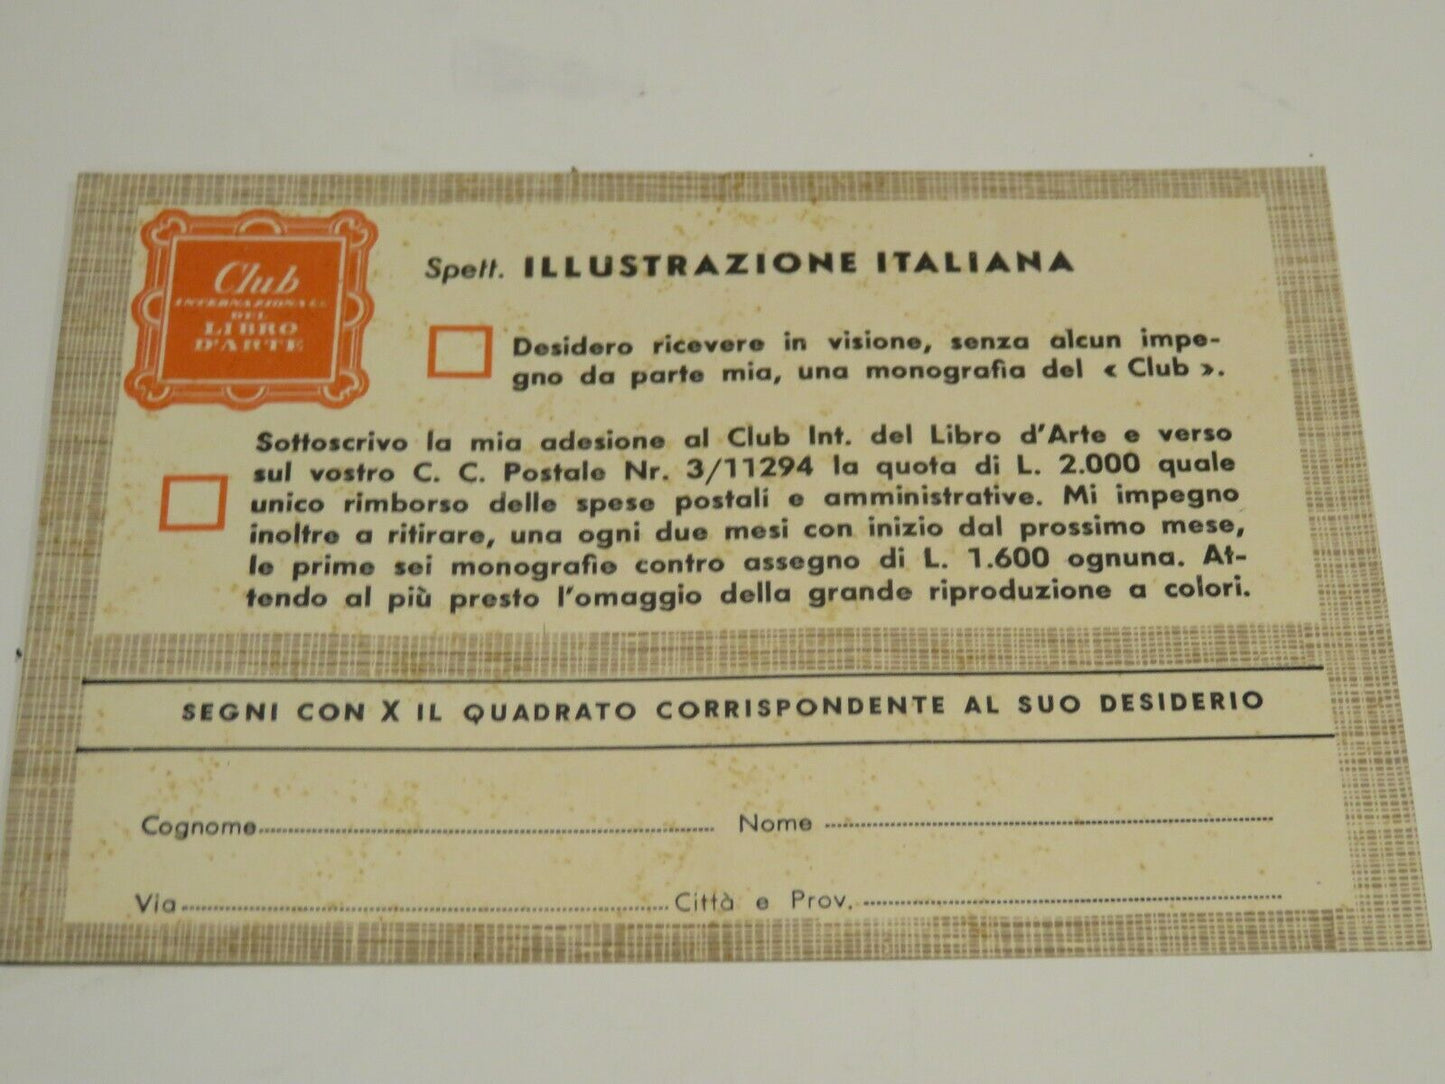 Club
INTERNAZIONALE
DEL
LIBRO
D'ARTE
Spett. ILLUSTRAZIONE ITALIANA
Desidero ricevere in visione, senza alcun impe-
gno da parte mia, una monografia del « Club ».
Sottoscrivo la mia adesione al Club Int. del Libro d'Arte e verso
sul vostro C. C. Postale Nr. 3/11294 la quota di L. 2.000 quale
unico rimborso delle spese postali e amministrative. Mi impegno
inoltre a ritirare, una ogni due mesi con inizio dal prossimo mese,
le prime sei monografie contro assegno di L. 1.600 ognuna. At-
tendo al più presto l'omaggio della grande riproduzione a colori.
SEGNI CON X IL QUADRATO CORRISPONDENTE AL SUO DESIDERIO
Cognome Nome
Via Città e Prov.